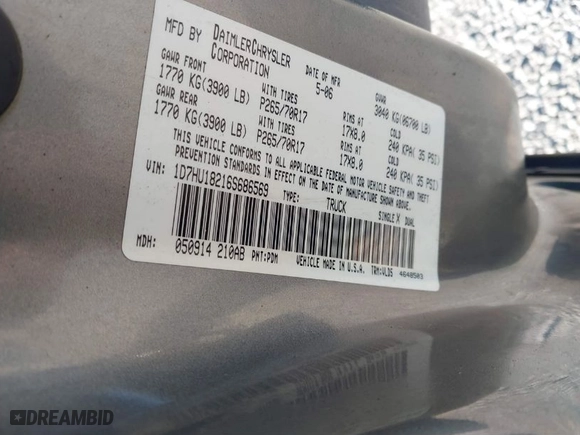 MFD BY DAIMLERCHRYSLER CORPORATION
DATE OF MFR 5-06
GVWR 3040 KG(06700 LB)
GAWR FRONT WITH TIRES RIMS AT COLD
1770 KG(3900 LB) P265/70R17 17X8.0 240 KPA( 35 PSI)
GAWR REAR WITH TIRES RIMS AT COLD
1770 KG(3900 LB) P265/70R17 17X8.0 240 KPA( 35 PSI)
THIS VEHICLE CONFORMS TO ALL APPLICABLE FEDERAL MOTOR VEHICLE SAFETY AND THEFT
PREVENTION STANDARDS IN EFFECT ON THE DATE OF MANUFACTURE SHOWN ABOVE.
VIN: 1D7HU18216S686569 TYPE: TRUCK SINGLE X DUAL
MDH: 050914 210AB PNT:PDM VEHICLE MADE IN U.S.A. TRM:VLD5 4648503
DREAMBID